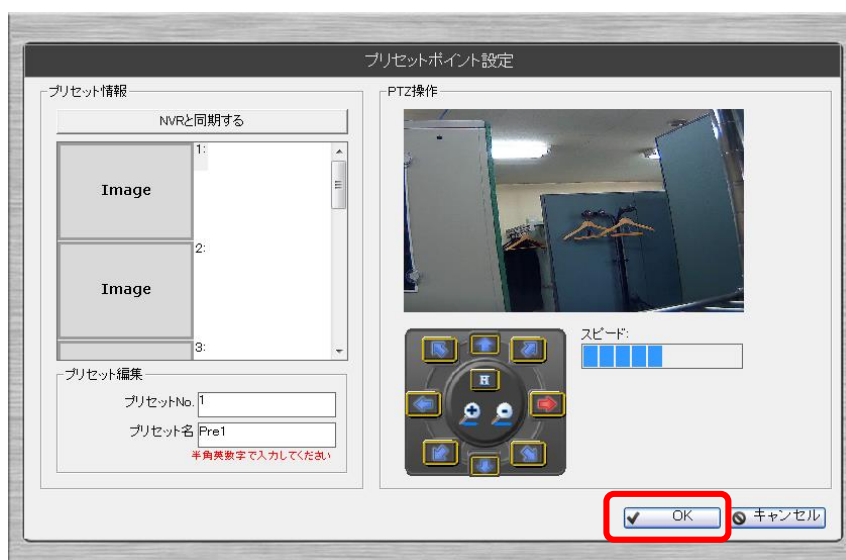 プリセットポイント設定
プリセット情報
NVRと同期する
Image
1:
Image
2:
3:
プリセット編集
プリセットNo. 1
プリセット名 Pre1
半角英数字で入力してください
PTZ操作
スピード:
H
OK
キャンセル